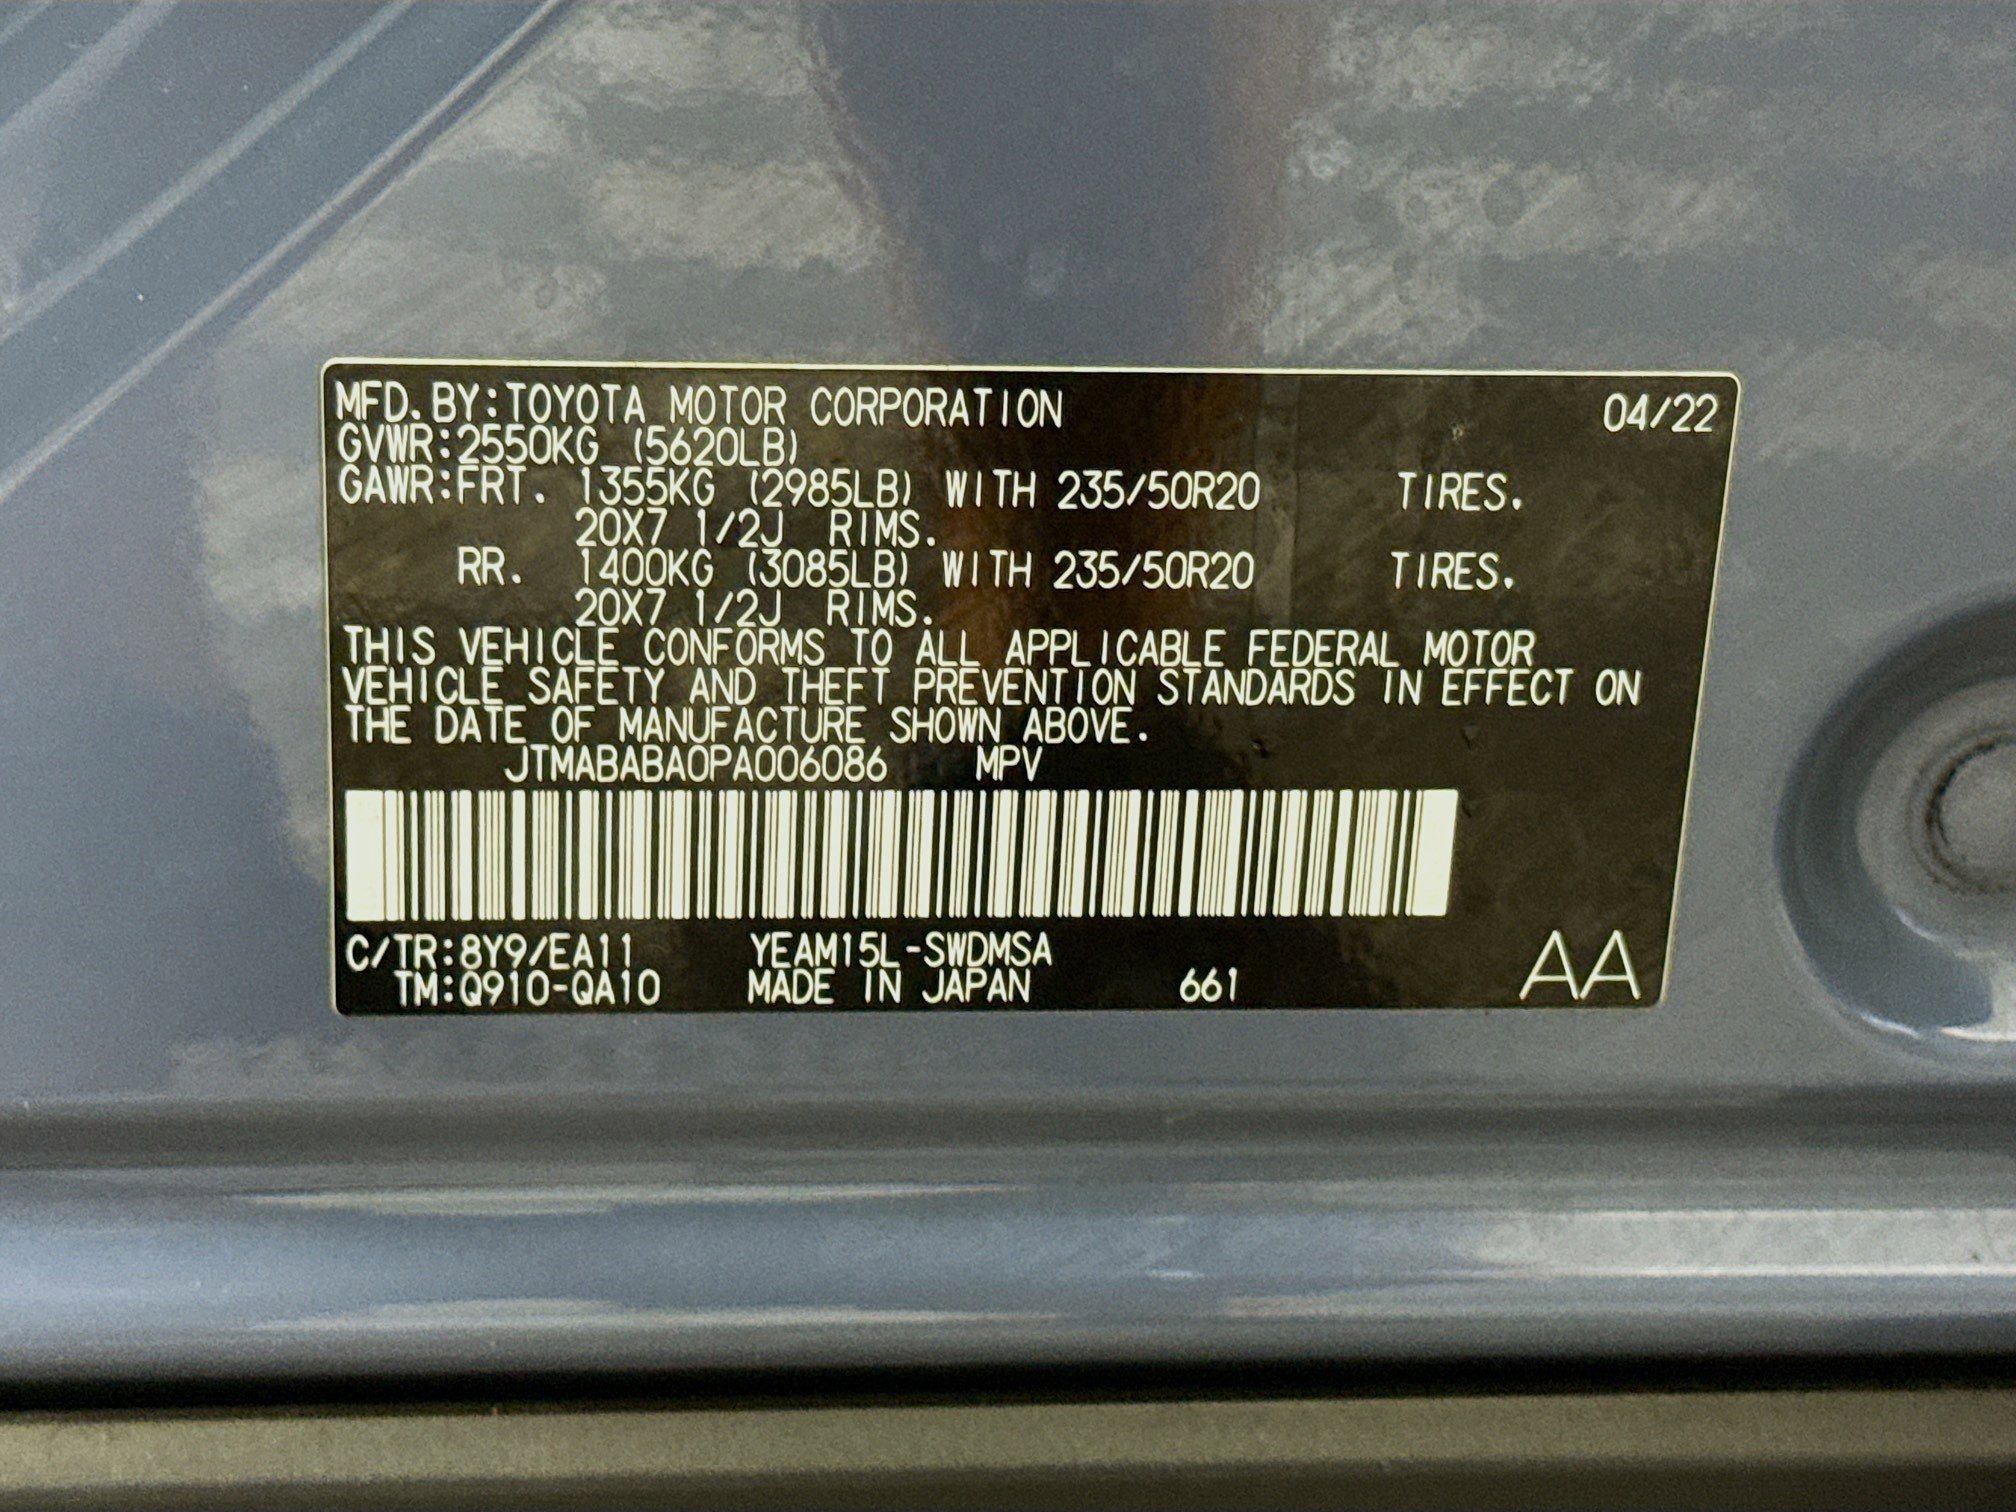 MFD.BY:TOYOTA MOTOR CORPORATION 04/22
GVWR:2550KG (5620LB)
GAWR:FRT. 1355KG (2985LB) WITH 235/50R20 TIRES.
20X7 1/2J RIMS.
RR. 1400KG (3085LB) WITH 235/50R20 TIRES.
20X7 1/2J RIMS.
THIS VEHICLE CONFORMS TO ALL APPLICABLE FEDERAL MOTOR
VEHICLE SAFETY AND THEFT PREVENTION STANDARDS IN EFFECT ON
THE DATE OF MANUFACTURE SHOWN ABOVE.
JTMABABA0PA006086 MPV
C/TR:8Y9/EA11 YEAM15L-SWDMSA
TM:Q910-QA10 MADE IN JAPAN 661 AA